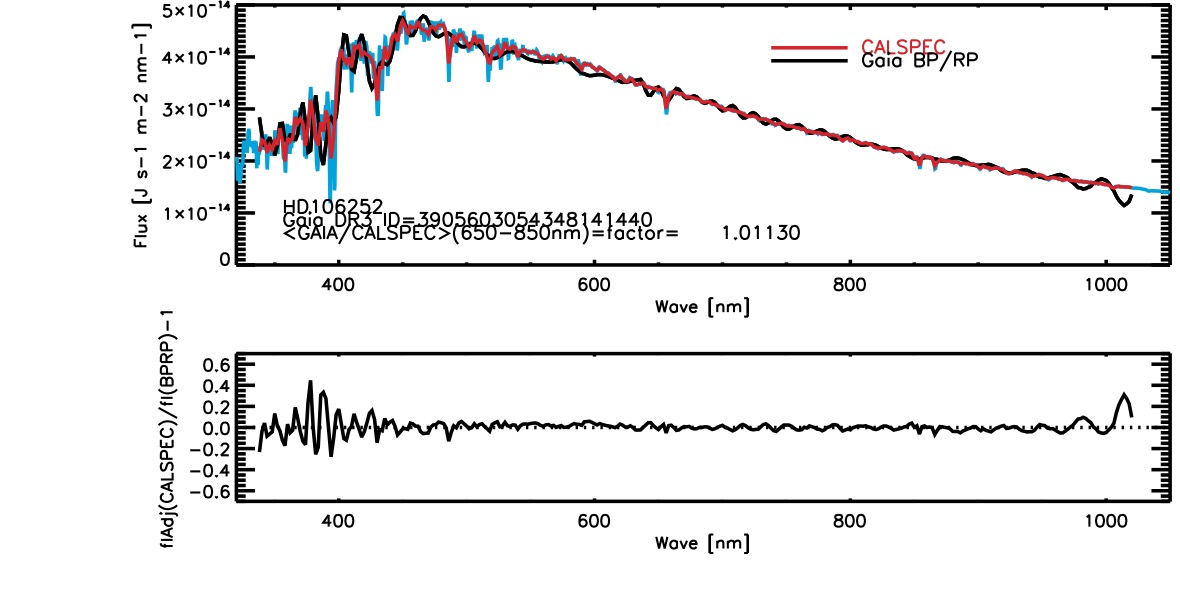 5×10⁻¹⁴
4×10⁻¹⁴
3×10⁻¹⁴
2×10⁻¹⁴
1×10⁻¹⁴
0
Flux [J s−1 m−2 nm−1]
CALSPEC
Gaia BP/RP
HD106252
Gaia DR3 ID=3905603054348141440
<GAIA/CALSPEC>(650−850nm)=factor= 1.01130
400 600 800 1000
Wave [nm]
flAdj(CALSPEC)/fl(BPRP)−1
0.6
0.4
0.2
0.0
−0.2
−0.4
−0.6
400 600 800 1000
Wave [nm]